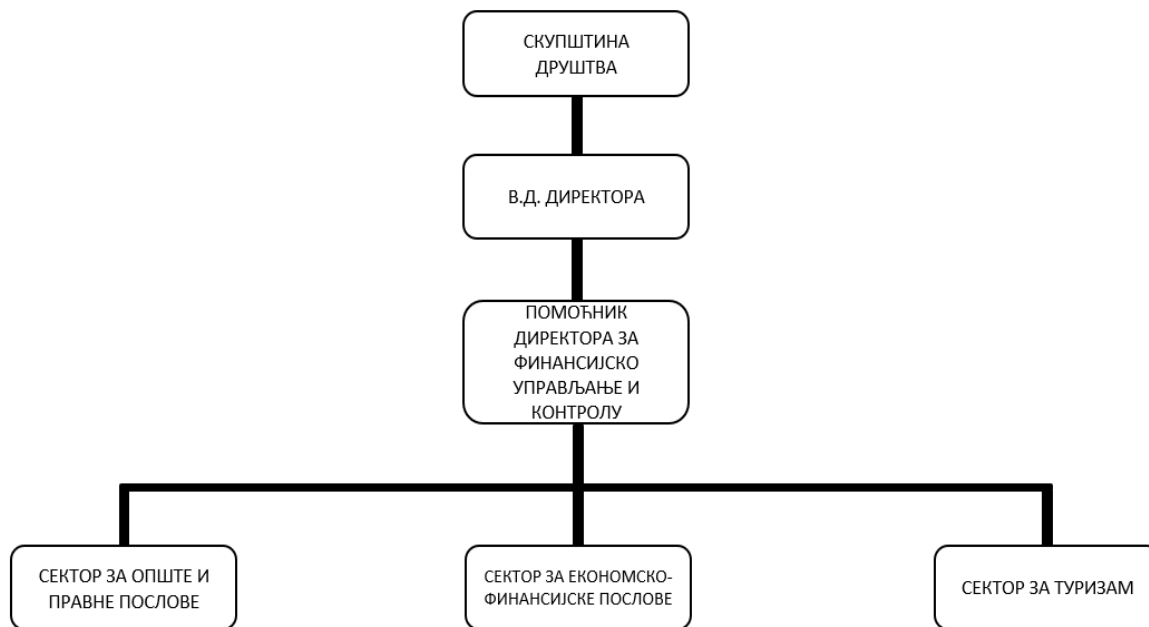 СКУПШТИНА
ДРУШТВА
В.Д. ДИРЕКТОРА
ПОМОЋНИК
ДИРЕКТОРА ЗА
ФИНАНСИЈСКО
УПРАВЉАЊЕ И
КОНТРОЛУ
СЕКТОР ЗА ОПШТЕ И
ПРАВНЕ ПОСЛОВЕ
СЕКТОР ЗА ЕКОНОМСКО-
ФИНАНСИЈСКЕ ПОСЛОВЕ
СЕКТОР ЗА ТУРИЗАМ